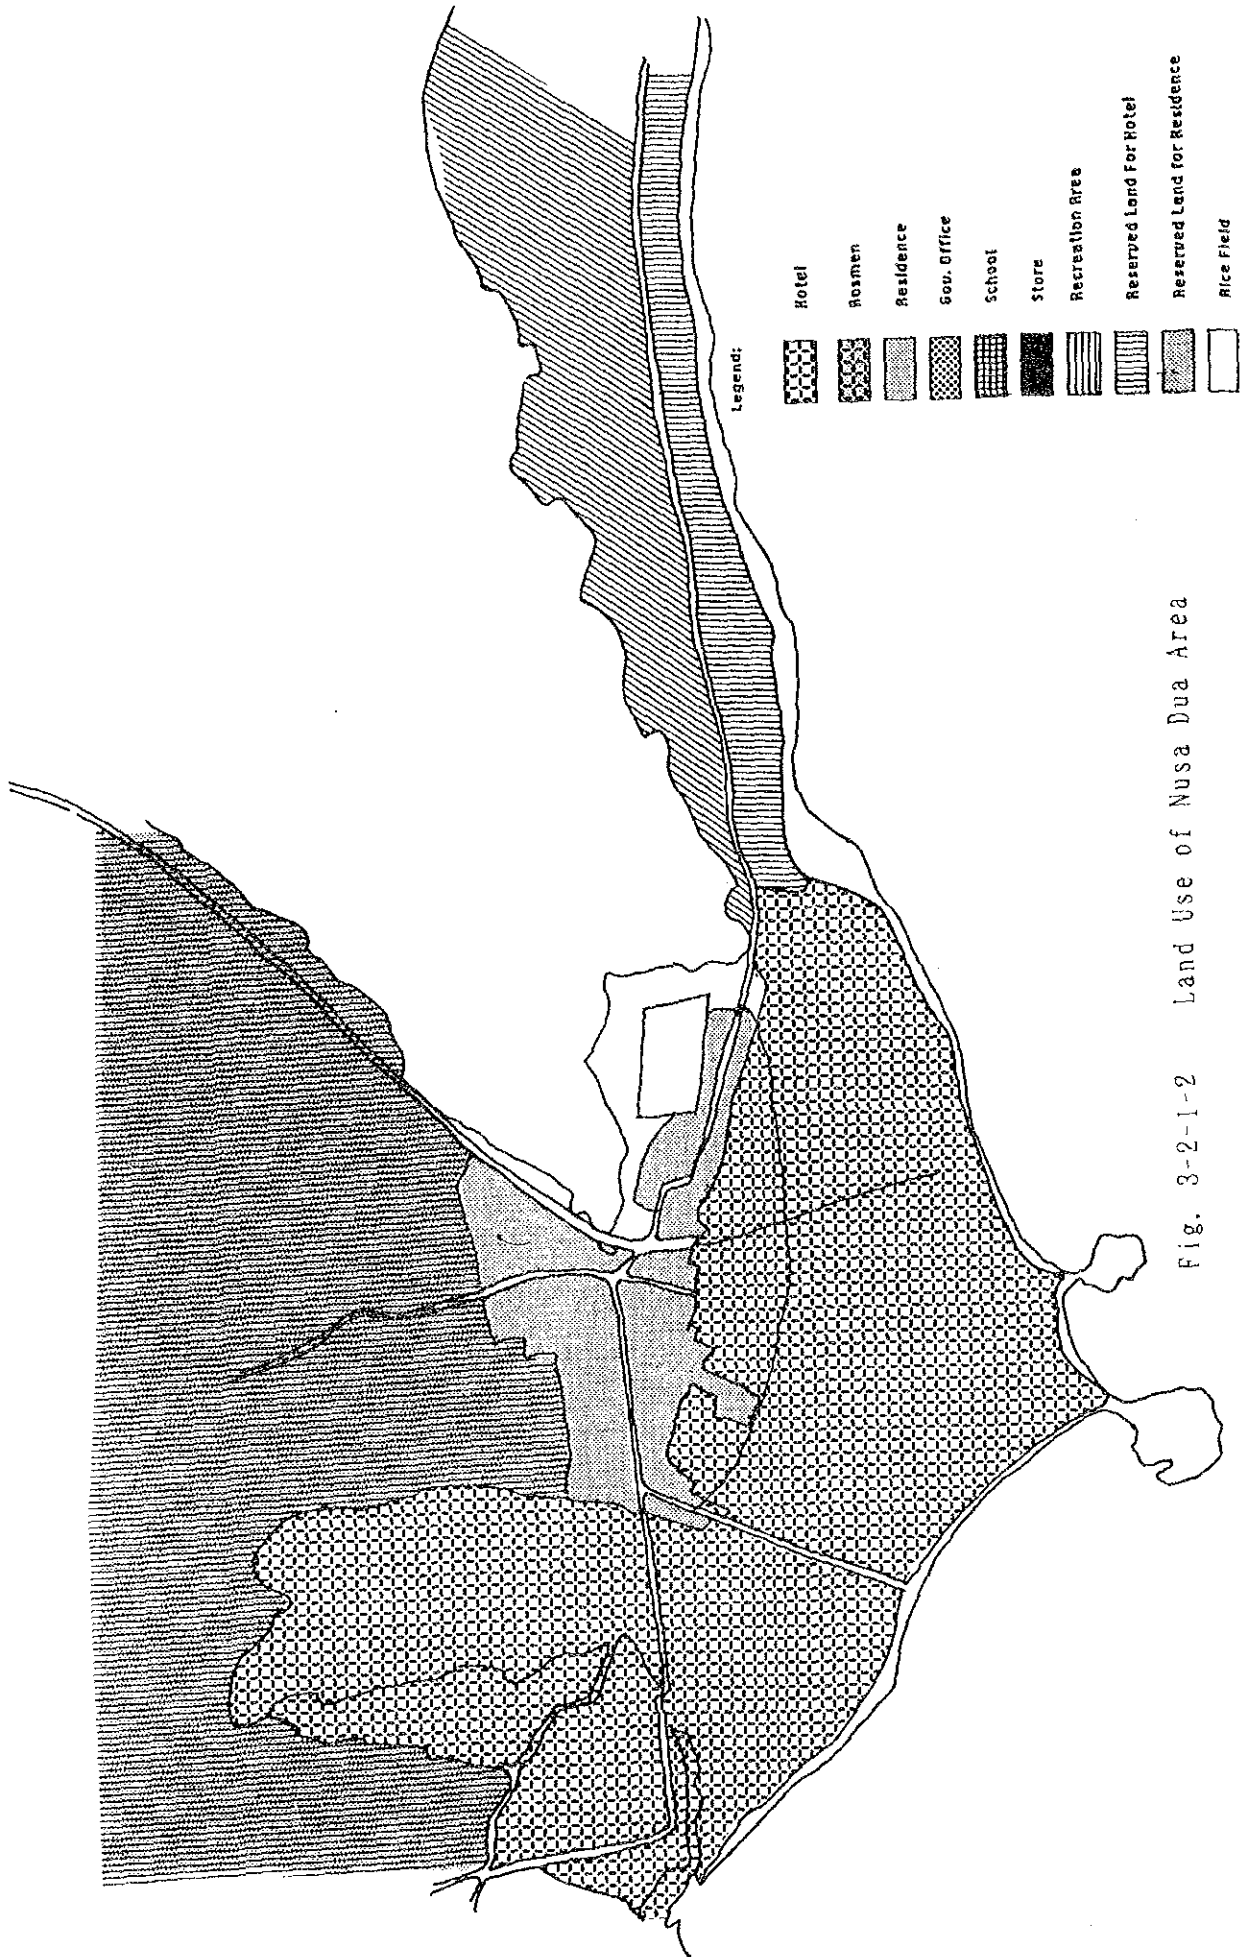 Legend:
Hotel
Rosmen
Residence
Gov. Office
School
Store
Recreation Area
Reserved Land For Hotel
Reserved Land for Residence
Rice Field
Fig. 3-2-1-2 Land Use of Nusa Dua Area